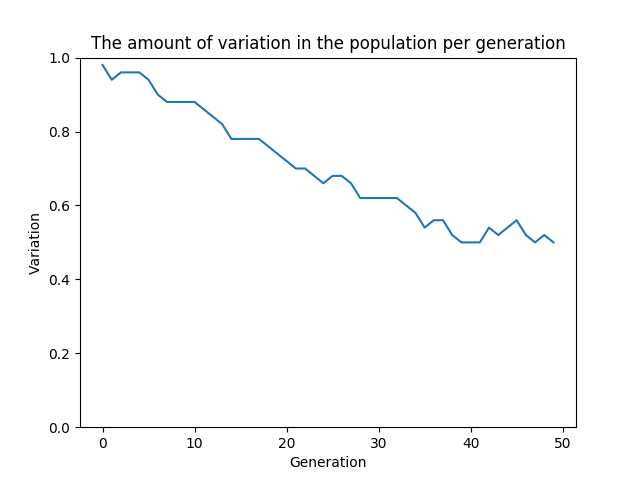 The amount of variation in the population per generation
1.0
0.8
0.6
0.4
0.2
0.0
Variation
0 10 20 30 40 50
Generation